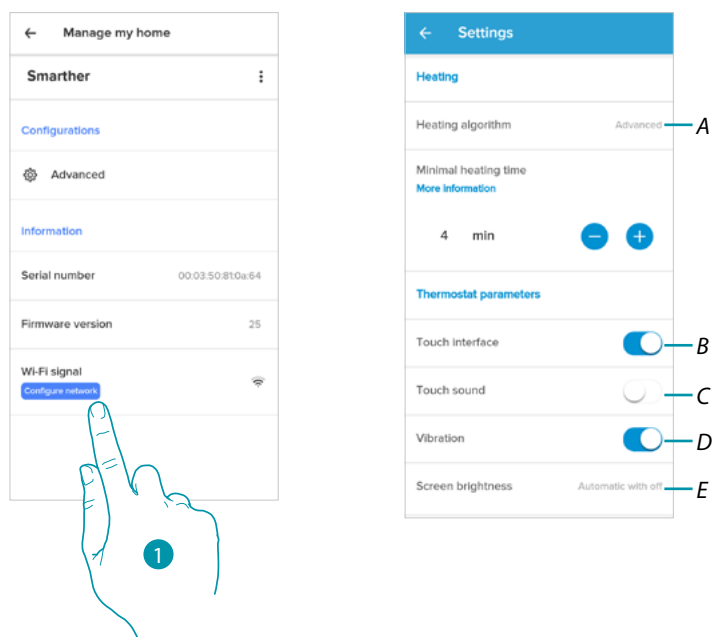 Manage my home
Smarther
Configurations
Advanced
Information
Serial number 00:03:50:81:0a:64
Firmware version 25
Wi-Fi signal
Configure network
1
Settings
Heating
Heating algorithm Advanced A
Minimal heating time
More information
4 min
Thermostat parameters
Touch interface B
Touch sound C
Vibration D
Screen brightness Automatic with off E